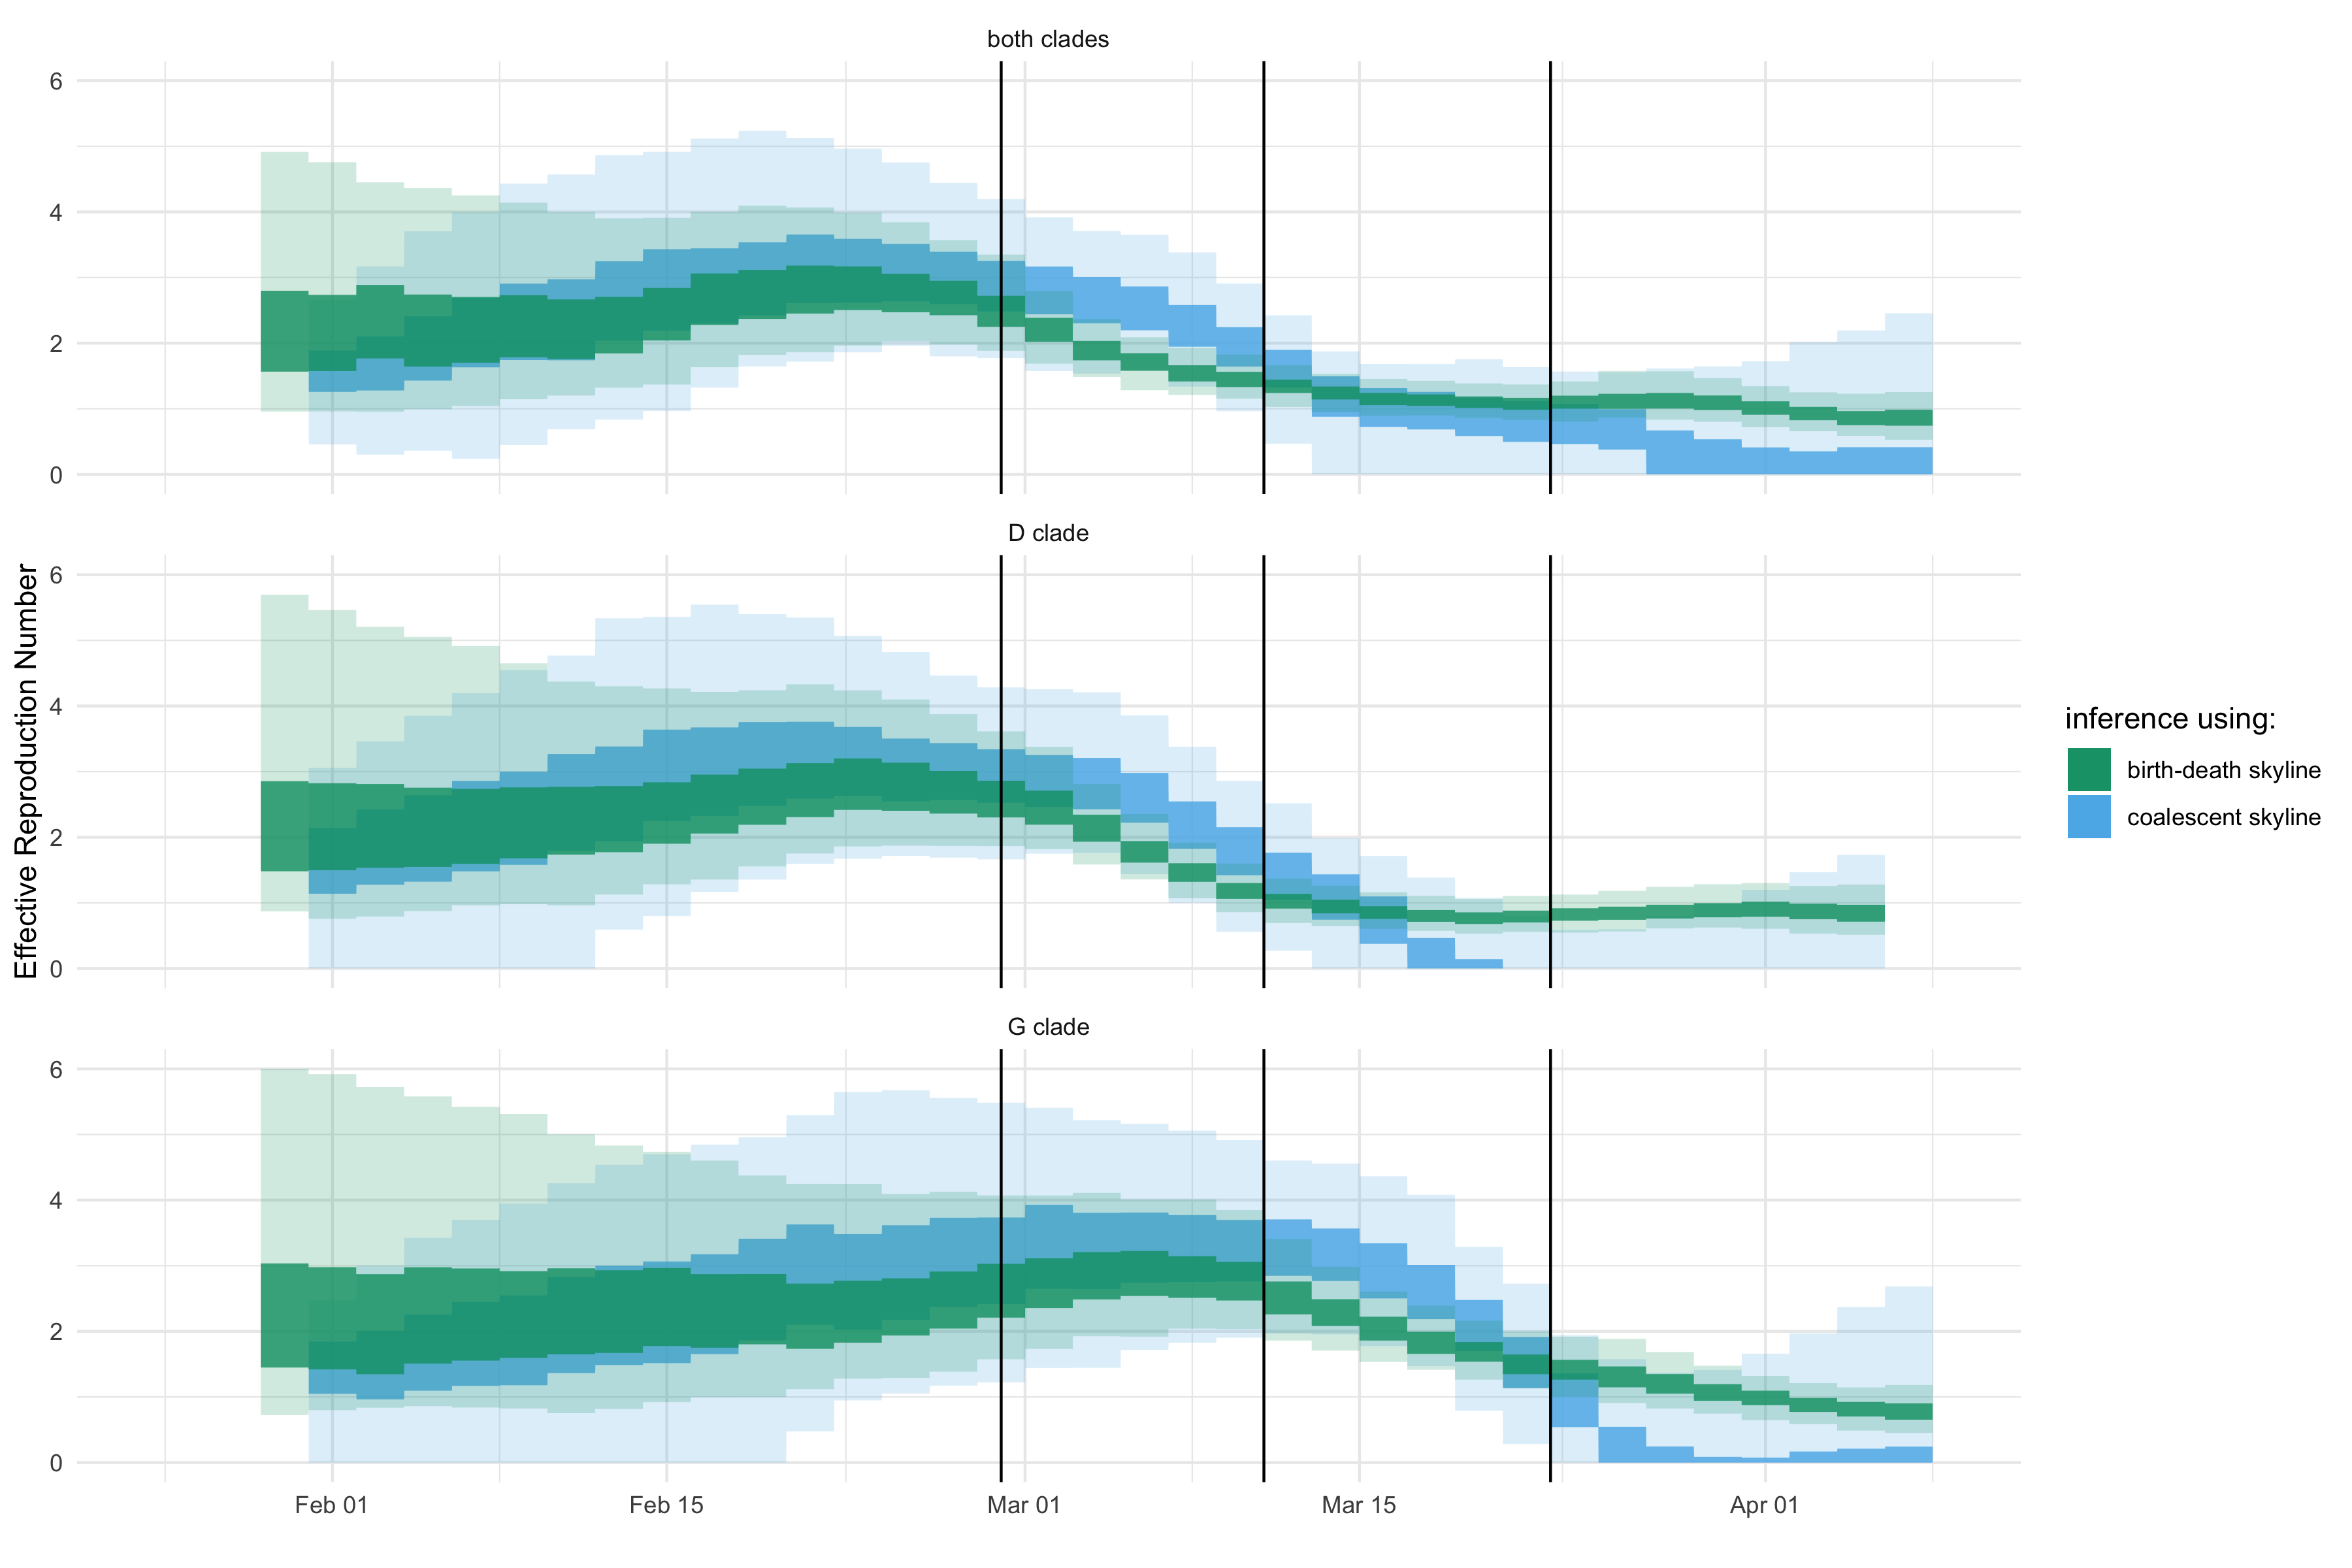 both clades
6
4
2
0
D clade
6
4
2
0
G clade
6
4
2
0
Feb 01
Feb 15
Mar 01
Mar 15
Apr 01
Effective Reproduction Number
inference using:
birth-death skyline
coalescent skyline